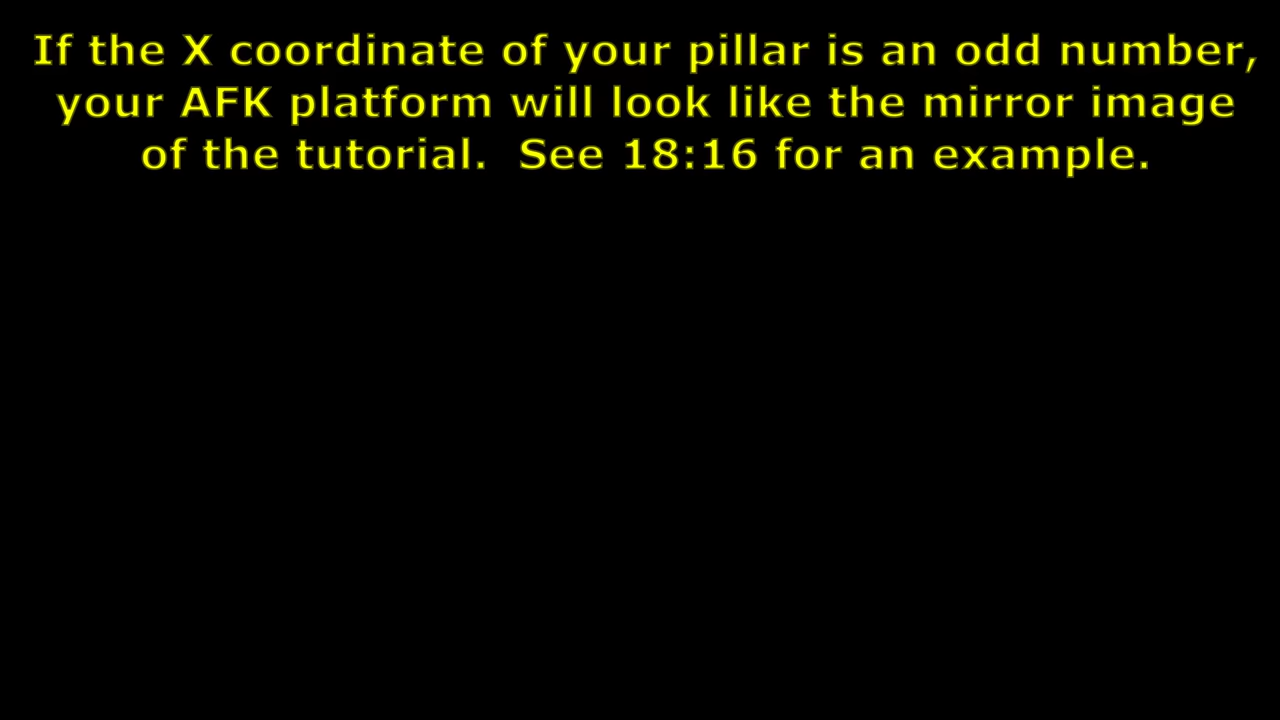 If the X coordinate of your pillar is an odd number,
your AFK platform will look like the mirror image
of the tutorial.  See 18:16 for an example.